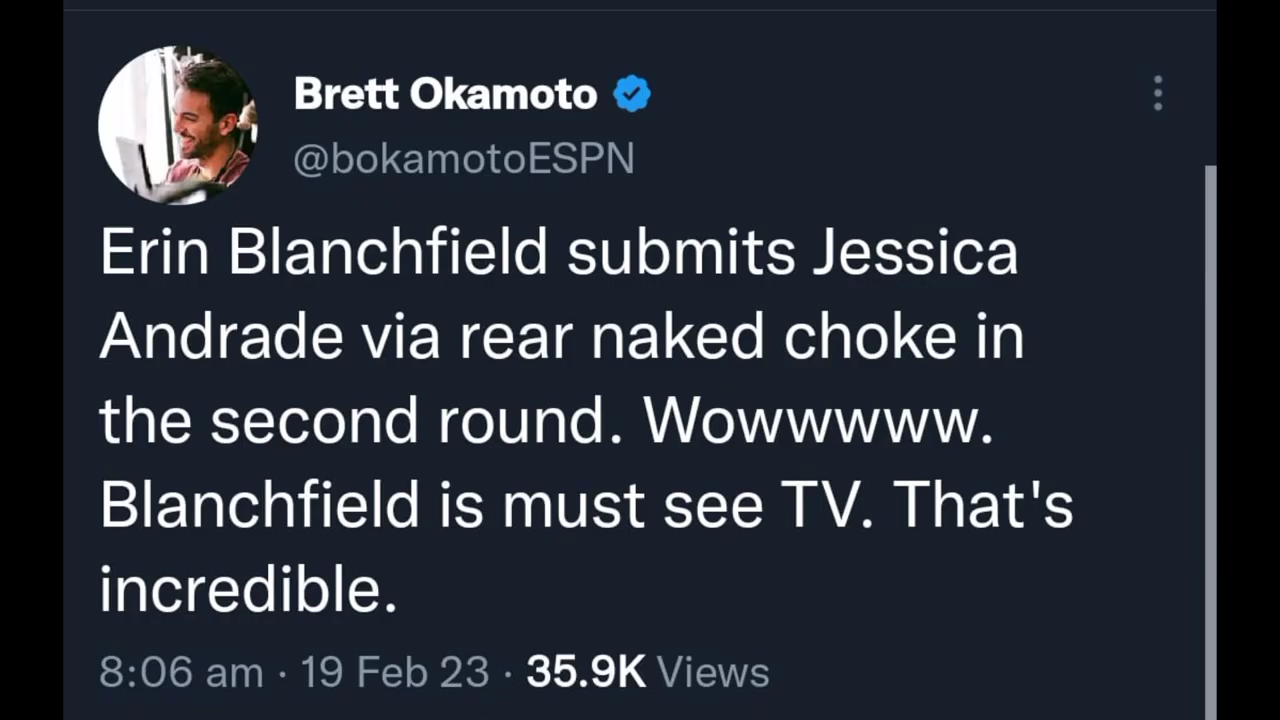 Brett Okamoto
@bokamotoESPN
Erin Blanchfield submits Jessica
Andrade via rear naked choke in
the second round. Wowwwww.
Blanchfield is must see TV. That's
incredible.
8:06 am · 19 Feb 23 · 35.9K Views